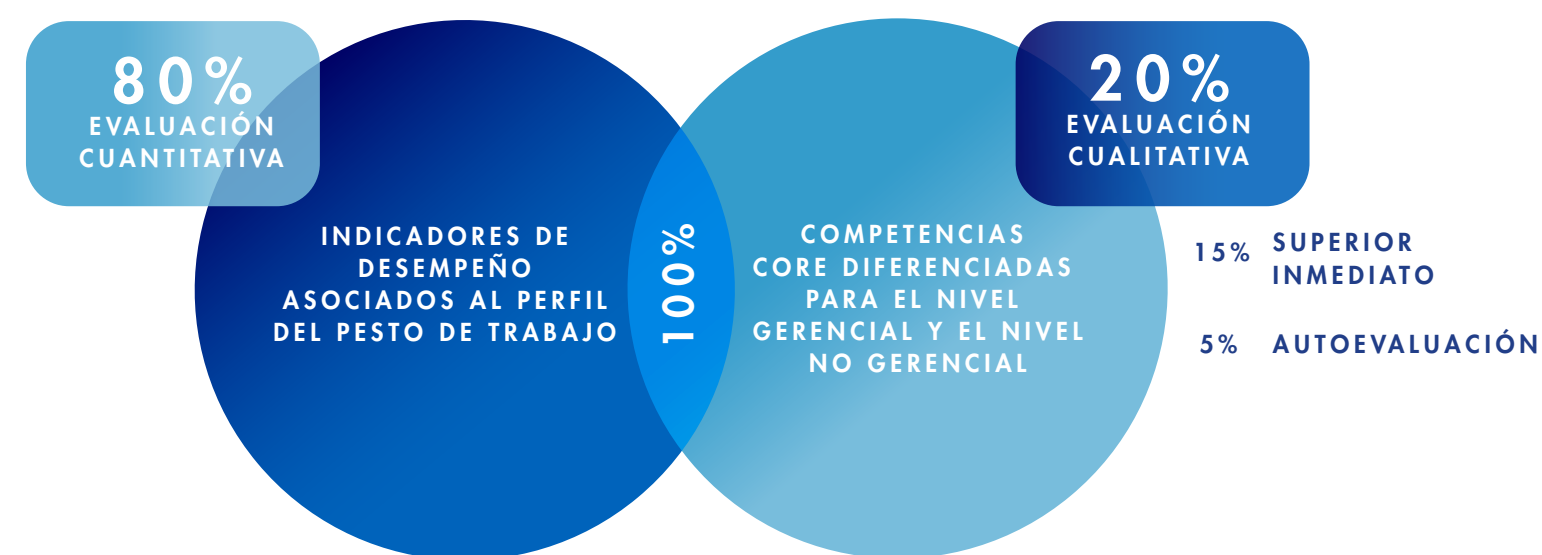 80%
EVALUACIÓN
CUANTITATIVA
INDICADORES DE
DESEMPEÑO
ASOCIADOS AL PERFIL
DEL PESTO DE TRABAJO
100%
COMPETENCIAS
CORE DIFERENCIADAS
PARA EL NIVEL
GERENCIAL Y EL NIVEL
NO GERENCIAL
20%
EVALUACIÓN
CUALITATIVA
15% SUPERIOR
INMEDIATO
5% AUTOEVALUACIÓN